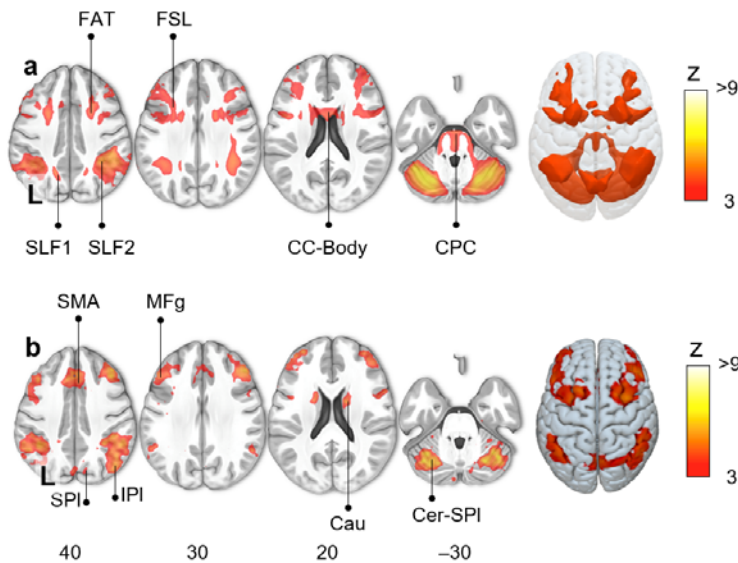 FAT FSL
a
Z
>9
3
L
SLF1 SLF2 CC-Body CPC
SMA MFg
b
Z
>9
3
L
SPl IPl Cau Cer-SPl
40 30 20 –30